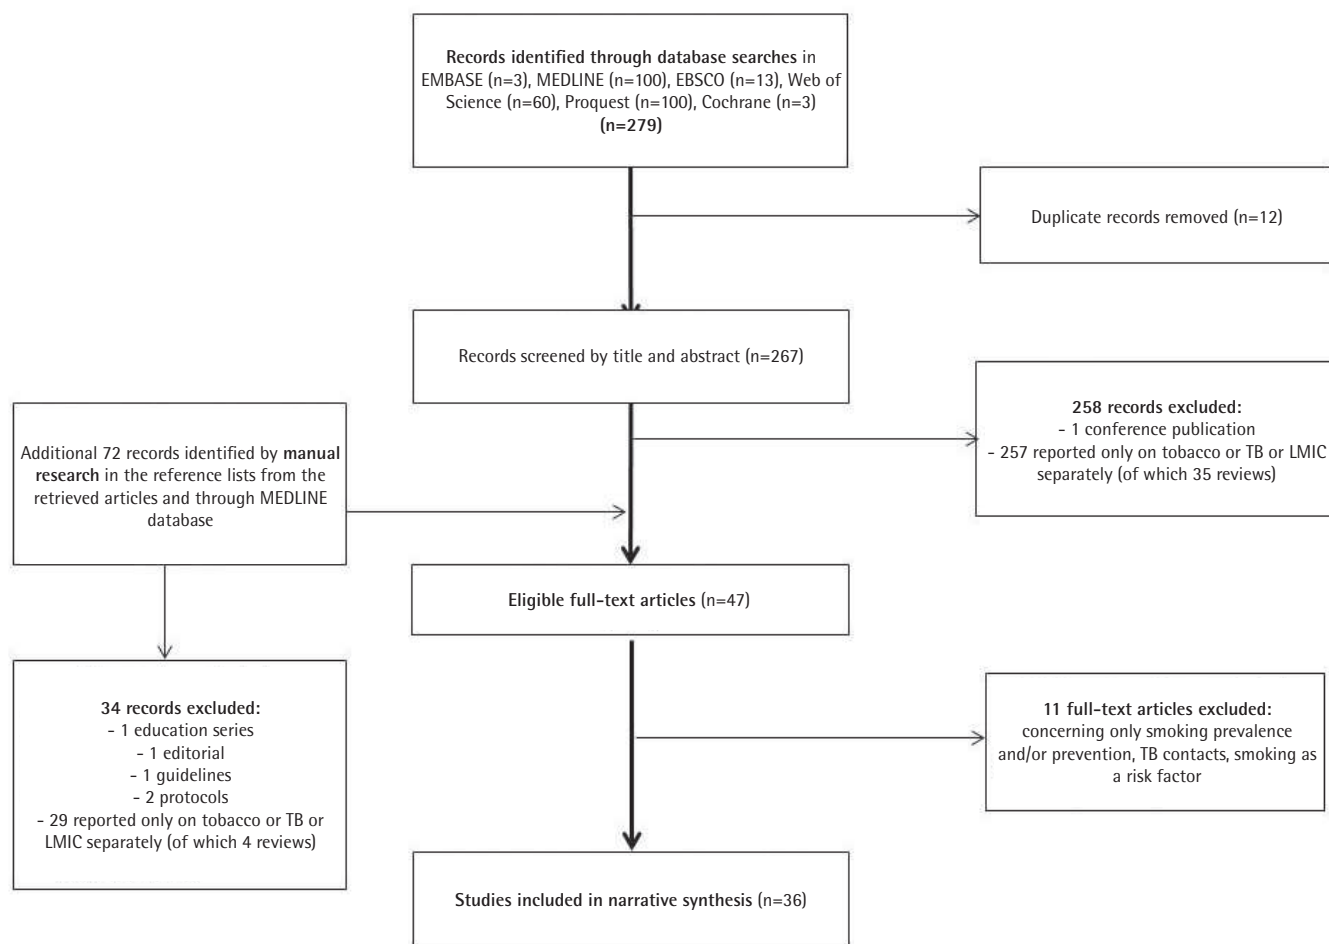 Records identified through database searches in
EMBASE (n=3), MEDLINE (n=100), EBSCO (n=13), Web of
Science (n=60), Proquest (n=100), Cochrane (n=3)
(n=279)
Duplicate records removed (n=12)
Records screened by title and abstract (n=267)
258 records excluded:
- 1 conference publication
- 257 reported only on tobacco or TB or LMIC
separately (of which 35 reviews)
Additional 72 records identified by manual
research in the reference lists from the
retrieved articles and through MEDLINE
database
Eligible full-text articles (n=47)
34 records excluded:
- 1 education series
- 1 editorial
- 1 guidelines
- 2 protocols
- 29 reported only on tobacco or TB or
LMIC separately (of which 4 reviews)
11 full-text articles excluded:
concerning only smoking prevalence
and/or prevention, TB contacts, smoking as
a risk factor
Studies included in narrative synthesis (n=36)